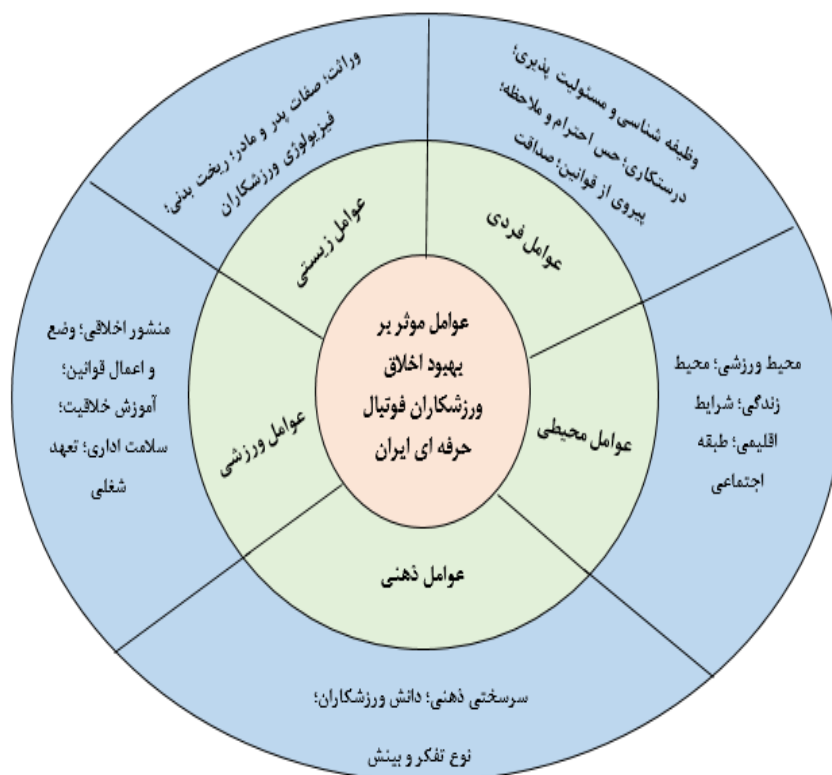 وراثت؛ صفات پدر و مادر؛ ریخت بدنی؛
فیزیولوژی ورزشکاران
وظیفه شناسی و مسئولیت پذیری؛
درستکاری؛ حس احترام و ملاحظه؛
پیروی از قوانین؛ صداقت
عوامل زیستی
عوامل فردی
عوامل موثر بر
بهبود اخلاق
ورزشکاران فوتبال
حرفه ای ایران
منشور اخلاقی؛ وضع
و اعمال قوانین؛
آموزش خلاقیت؛
سلامت اداری؛ تعهد
شغلی
عوامل ورزشی
عوامل محیطی
محیط ورزشی؛ محیط
زندگی؛ شرایط
اقلیمی؛ طبقه
اجتماعی
عوامل ذهنی
سرسختی ذهنی؛ دانش ورزشکاران؛
نوع تفکر و بینش